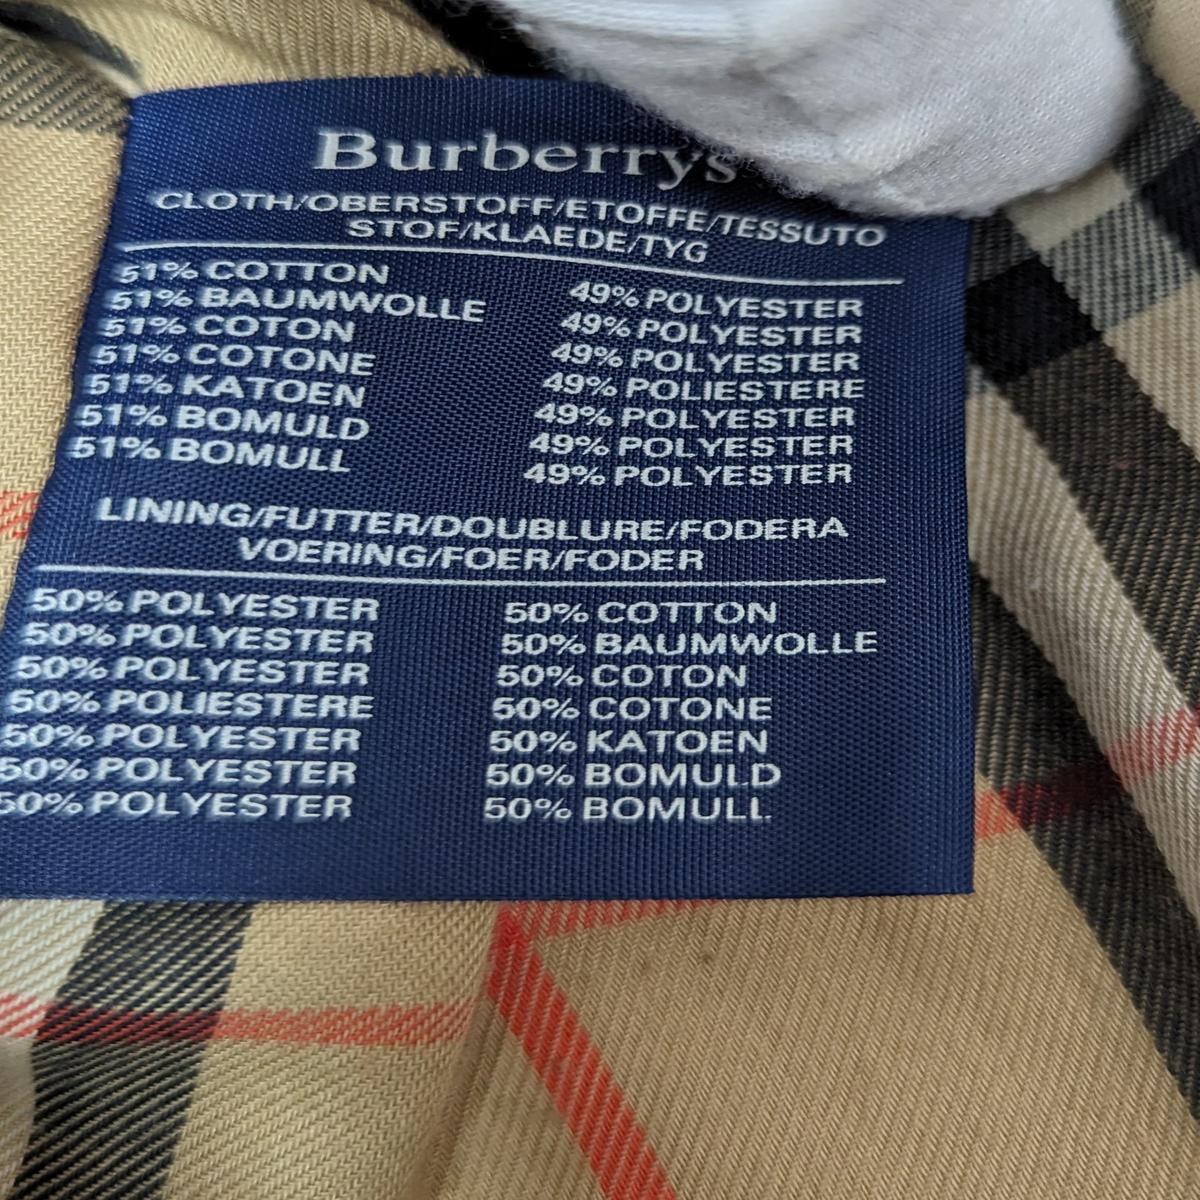 Burberrys
CLOTH/OBERSTOFF/ETOFFE/TESSUTO
STOF/KLAEDE/TYG
51% COTTON 49% POLYESTER
51% BAUMWOLLE 49% POLYESTER
51% COTON 49% POLYESTER
51% COTONE 49% POLIESTERE
51% KATOEN 49% POLYESTER
51% BOMULD 49% POLYESTER
51% BOMULL 49% POLYESTER
LINING/FUTTER/DOUBLURE/FODERA
VOERING/FOER/FODER
50% POLYESTER 50% COTTON
50% POLYESTER 50% BAUMWOLLE
50% POLYESTER 50% COTON
50% POLIESTERE 50% COTONE
50% POLYESTER 50% KATOEN
50% POLYESTER 50% BOMULD
50% POLYESTER 50% BOMULL